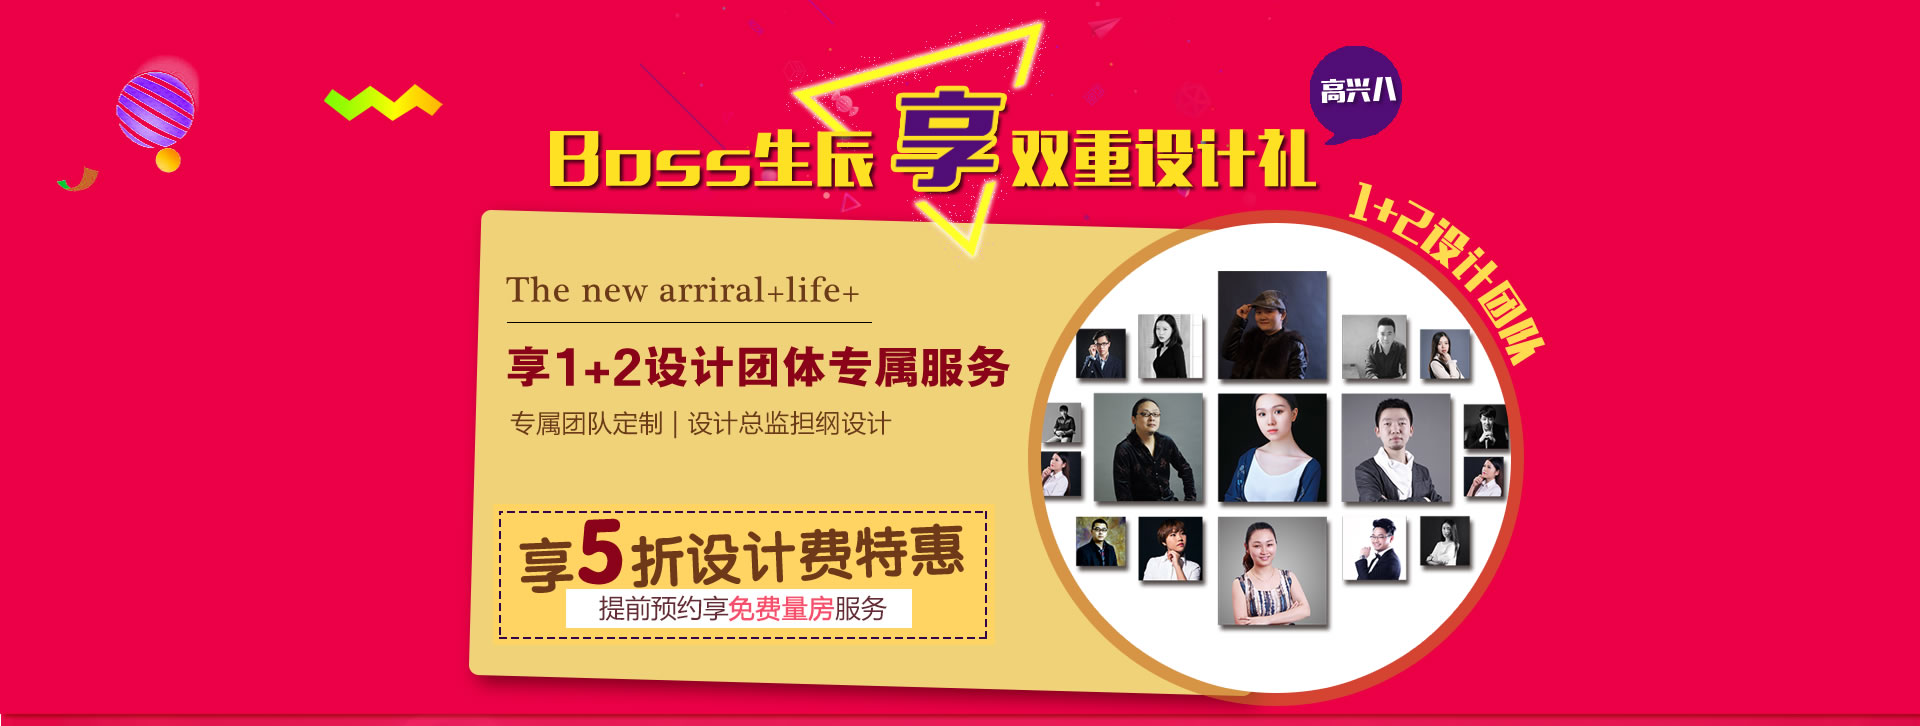 高兴八
Boss生辰享双重设计礼
1+2设计团队
The new arriral+life+
享1+2设计团体专属服务
专属团队定制 | 设计总监担纲设计
享5折设计费特惠
提前预约享免费量房服务